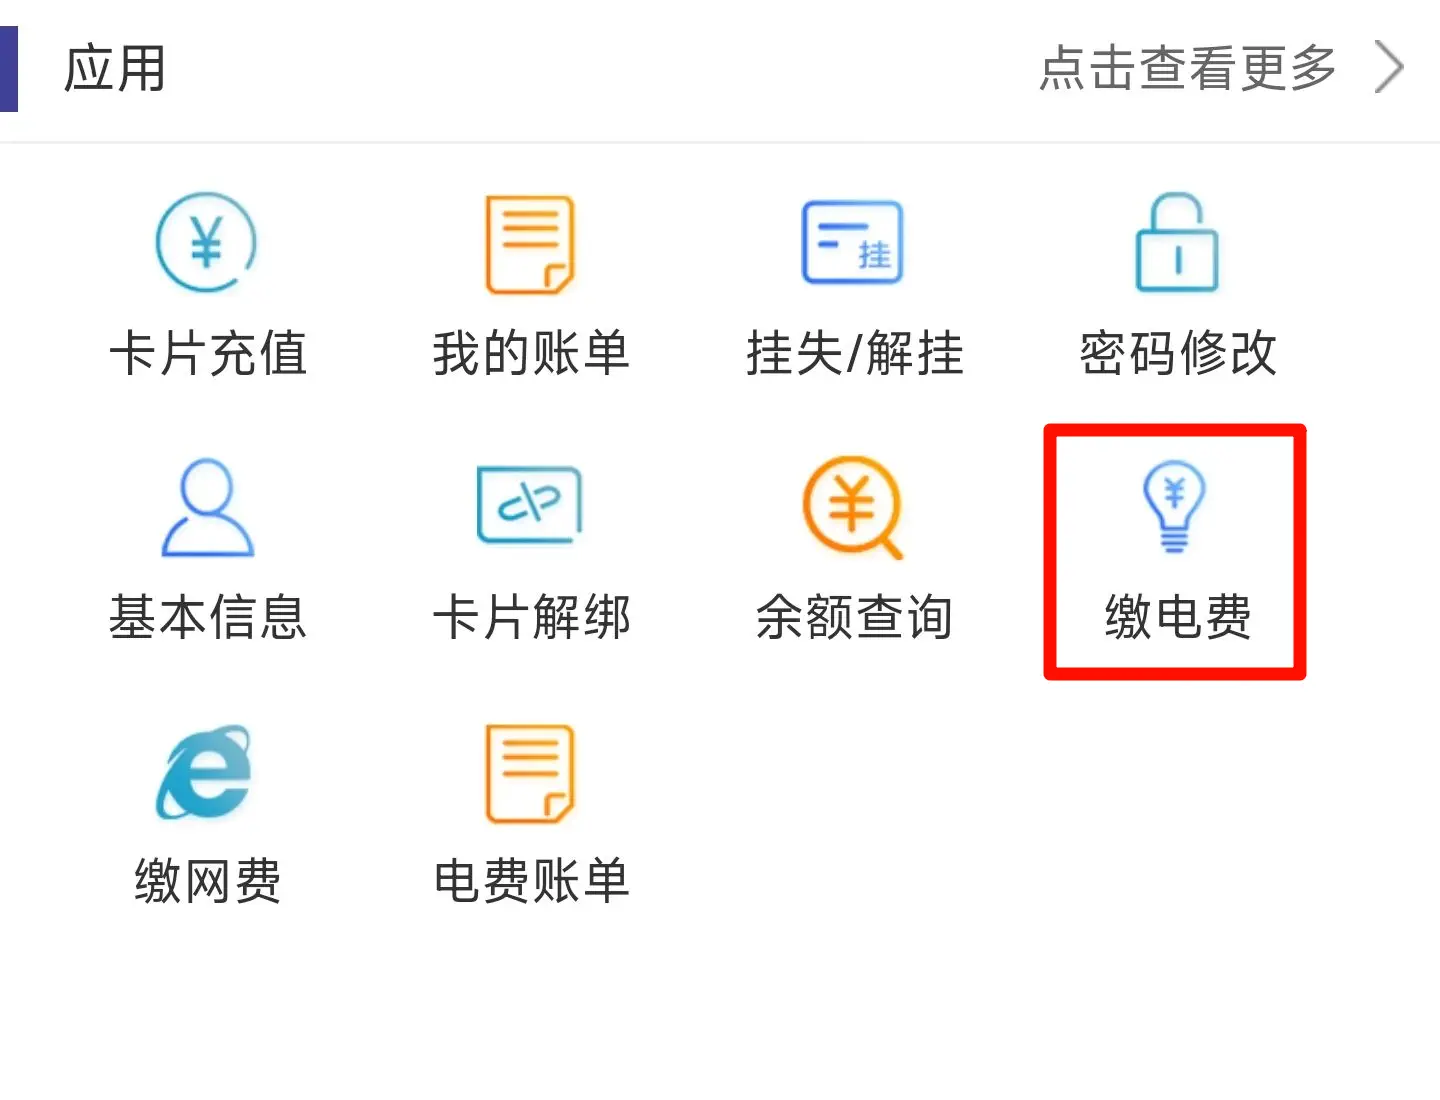 应用
点击查看更多
¥
挂
卡片充值
我的账单
挂失/解挂
密码修改
¥
¥
基本信息
卡片解绑
余额查询
缴电费
缴网费
电费账单